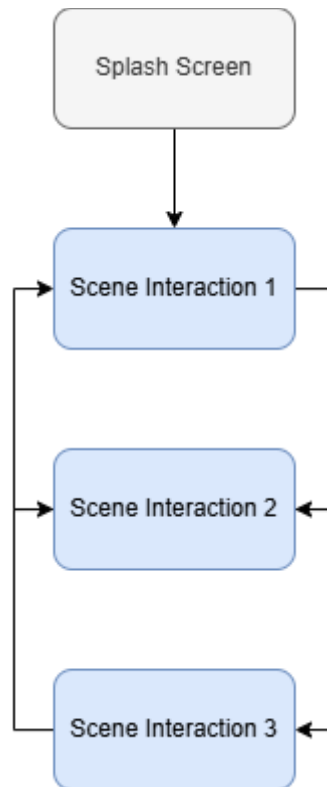 Splash Screen
Scene Interaction 1
Scene Interaction 2
Scene Interaction 3